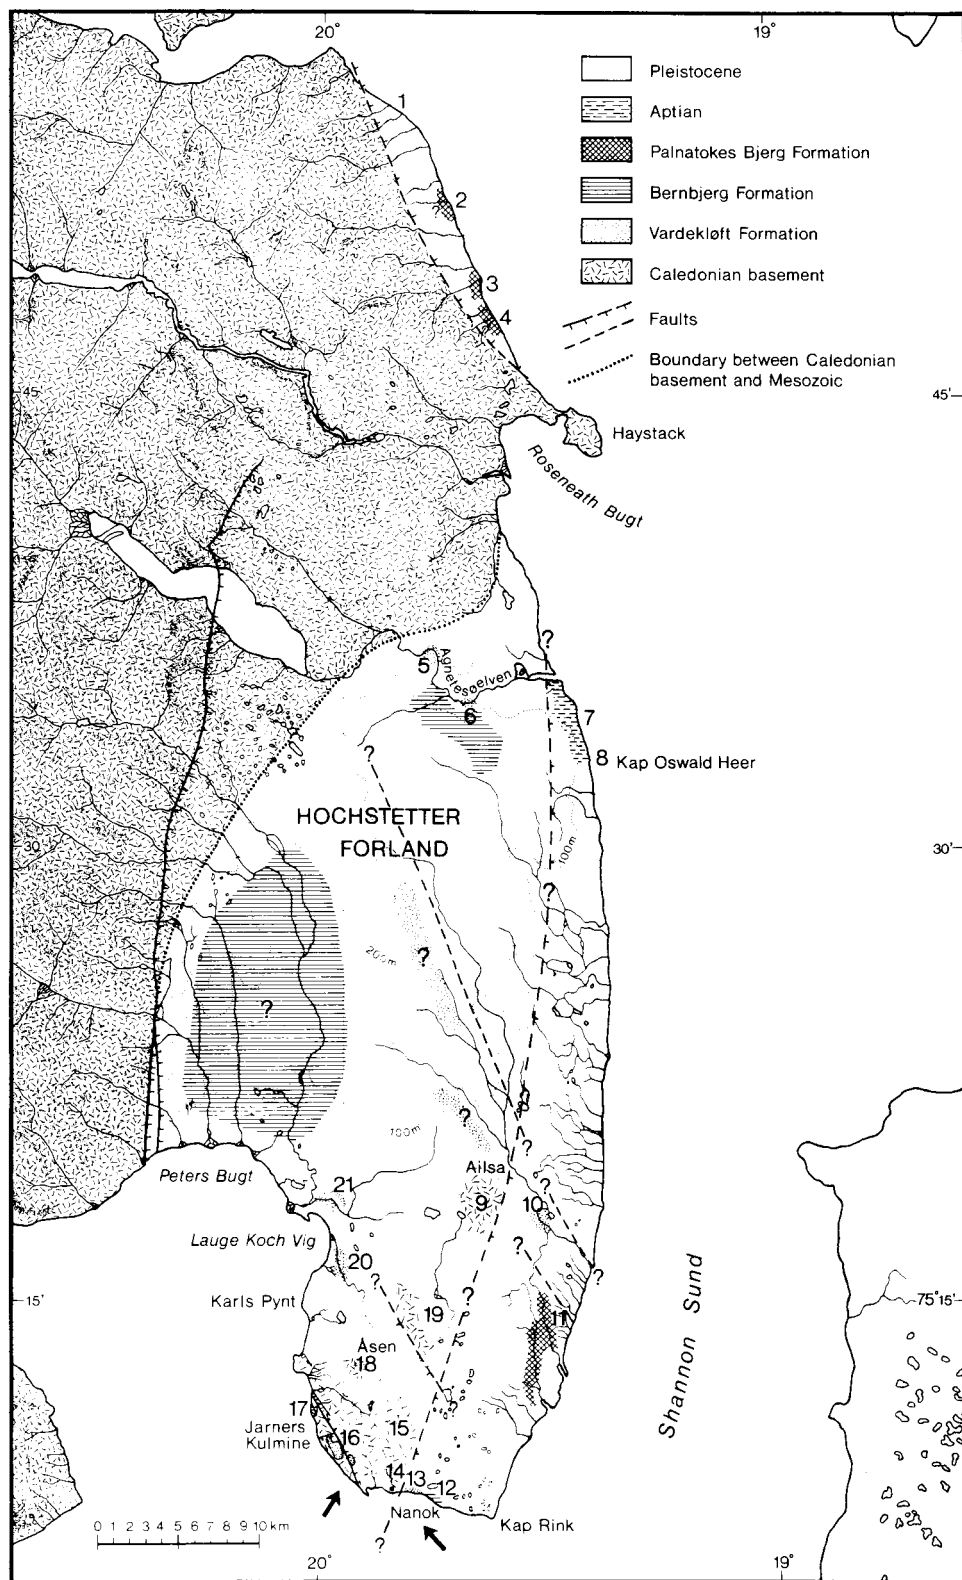 20°
19°
Pleistocene
Aptian
Palnatokes Bjerg Formation
Bernbjerg Formation
Vardekløft Formation
Caledonian basement
Faults
Boundary between Caledonian
basement and Mesozoic
1
2
?
3
4
45'
45'
Haystack
Roseneath Bugt
?
5
Agnetesøelven
6
7
8 Kap Oswald Heer
?
HOCHSTETTER
FORLAND
100m
30'
30'
?
?
200m
?
?
100m
?
Peters Bugt
Ailsa
?
21
9
10
Lauge Koch Vig
?
20
?
?
Karls Pynt
19
?
15'
75°15'
11
Åsen
18
Shannon Sund
17
?
Jarners
Kulmine
16
15
14
13
12
Nanok
Kap Rink
?
0 1 2 3 4 5 6 7 8 9 10 km
20°
19°